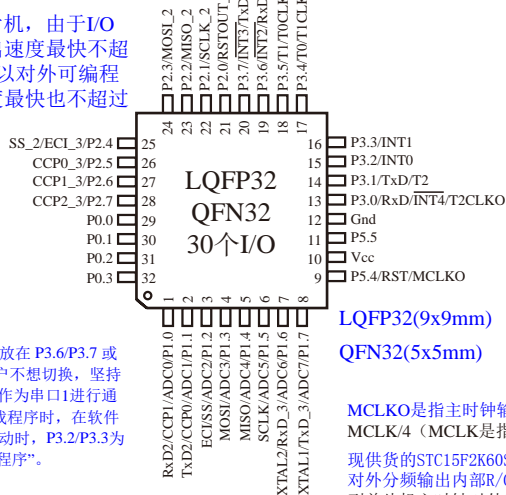 机，由于I/O
速度最快不超
以对外可编程
度最快也不超过
P2.3/MOSI_2
P2.2/MISO_2
P2.1/SCLK_2
P2.0/RSTOUT_
P3.7/INT3/TxD
P3.6/INT2/RxD
P3.5/T1/T0CLK
P3.4/T0/T1CLK
24 23 22 21 20 19 18 17
SS_2/ECI_3/P2.4 25
CCP0_3/P2.5 26
CCP1_3/P2.6 27
CCP2_3/P2.7 28
P0.0 29
P0.1 30
P0.2 31
P0.3 32
LQFP32
QFN32
30个I/O
16 P3.3/INT1
15 P3.2/INT0
14 P3.1/TxD/T2
13 P3.0/RxD/INT4/T2CLKO
12 Gnd
11 P5.5
10 Vcc
9 P5.4/RST/MCLKO
1 2 3 4 5 6 7 8
RxD2/CCP1/ADC0/P1.0
TxD2/CCP0/ADC1/P1.1
ECI/SS/ADC2/P1.2
MOSI/ADC3/P1.3
MISO/ADC4/P1.4
SCLK/ADC5/P1.5
XTAL2/RxD_3/ADC6/P1.6
XTAL1/TxD_3/ADC7/P1.7
LQFP32(9x9mm)
QFN32(5x5mm)
放在 P3.6/P3.7 或
户不想切换，坚持
作为串口1进行通
程序时，在软件
动时，P3.2/P3.3为
程序”。
MCLKO是指主时钟输
MCLK/4（MCLK是指
现供货的STC15F2K60S
对外分频输出内部R/C